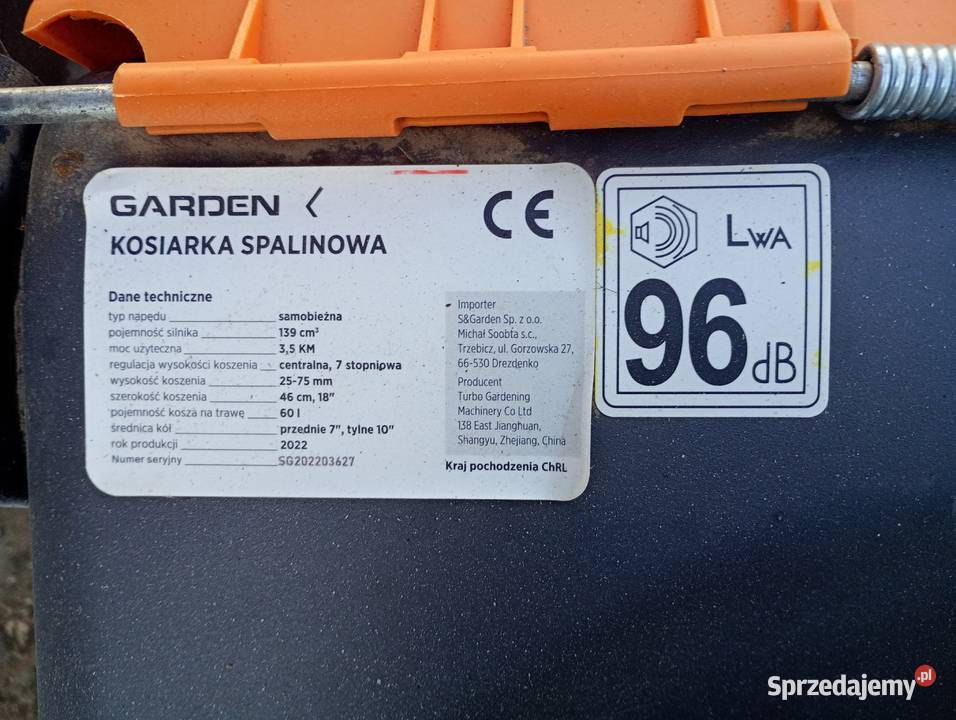 GARDEN
KOSIARKA SPALINOWA
CE
Dane techniczne
typ napędu samobieżna
pojemność silnika 139 cm³
moc użyteczna 3,5 KM
regulacja wysokości koszenia centralna, 7 stopniowa
wysokość koszenia 25-75 mm
szerokość koszenia 46 cm, 18"
pojemność kosza na trawę 60 l
średnica kół przednie 7", tylne 10"
rok produkcji 2022
Numer seryjny SG202203627
Importer
S&Garden Sp. z o.o.
Michał Soobta s.c.,
Trzebicz, ul. Gorzowska 27,
66-530 Drezdenko
Producent
Turbo Gardening
Machinery Co Ltd
138 East Jianghuan,
Shangyu, Zhejiang, China
Kraj pochodzenia ChRL
LWA
96 dB
Sprzedajemy.pl